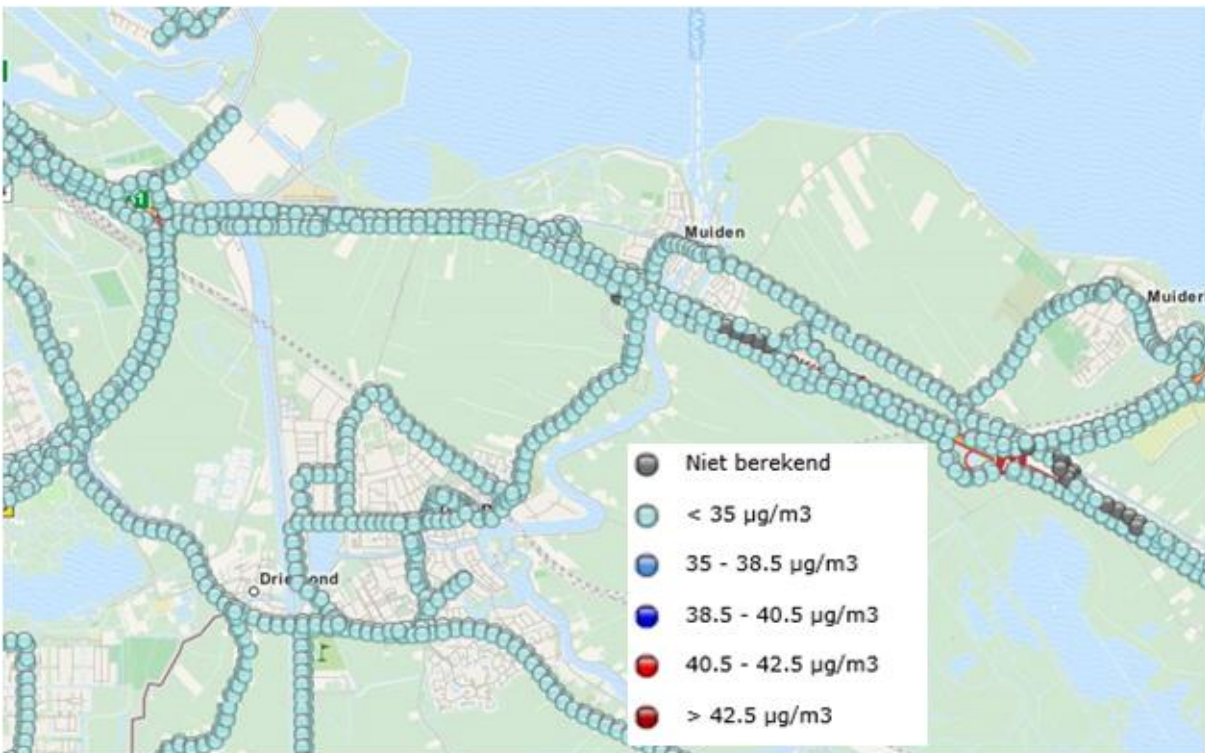 Muiden
Muider
Niet berekend
< 35 µg/m3
35 - 38.5 µg/m3
38.5 - 40.5 µg/m3
40.5 - 42.5 µg/m3
> 42.5 µg/m3